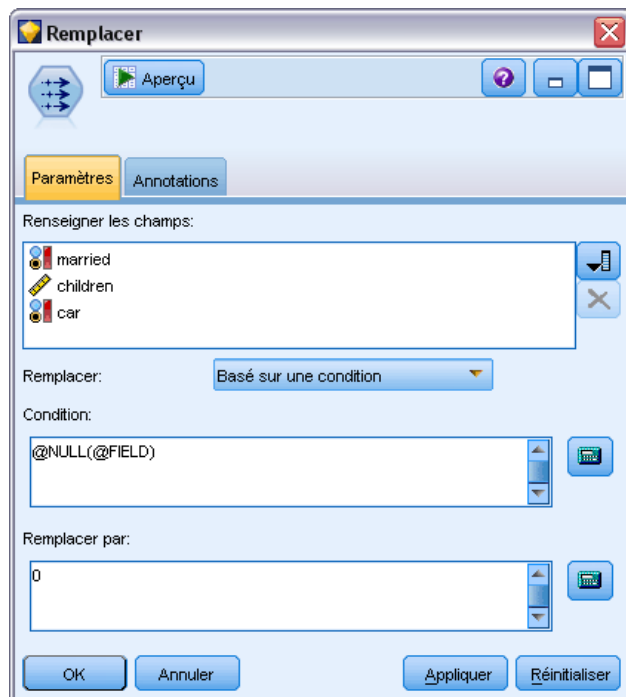 Remplacer
Aperçu
?
Paramètres
Annotations
Renseigner les champs:
married
children
car
Remplacer:
Basé sur une condition
Condition:
@NULL(@FIELD)
Remplacer par:
0
OK
Annuler
Appliquer
Réinitialiser